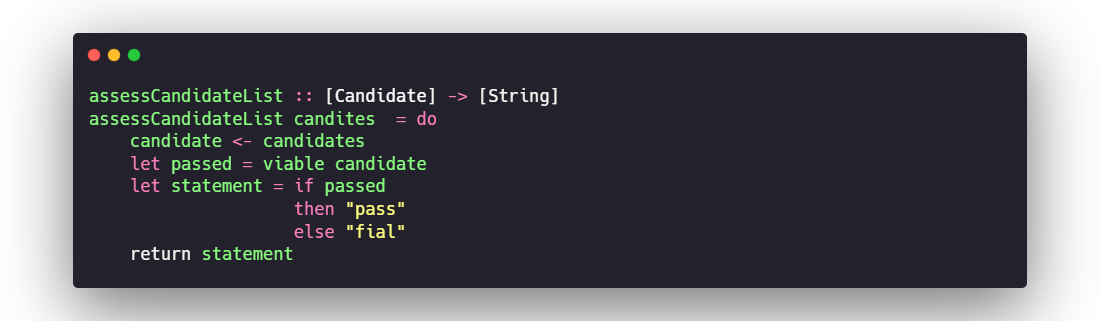 assessCandidateList :: [Candidate] -> [String]
assessCandidateList candites  = do
    candidate <- candidates
    let passed = viable candidate
    let statement = if passed
                    then "pass"
                    else "fial"
    return statement